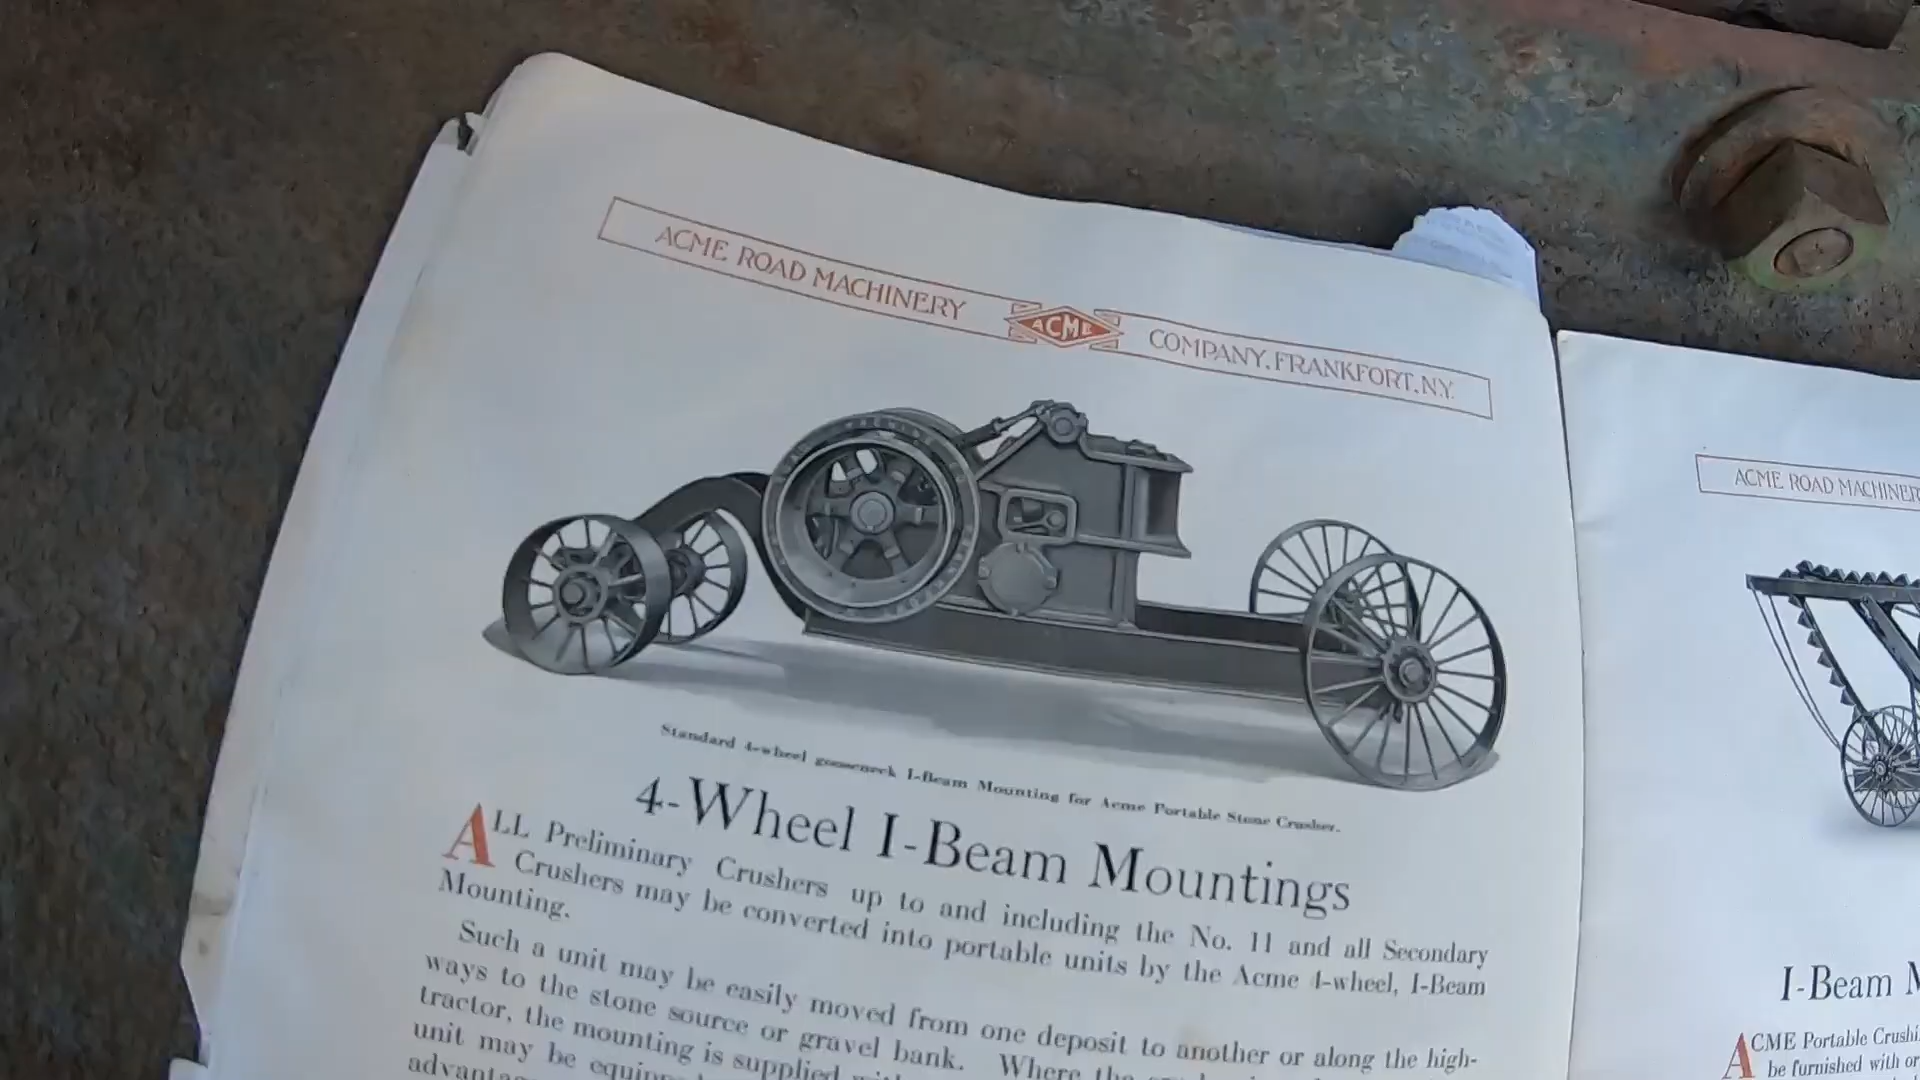 ACME ROAD MACHINERY ACME COMPANY, FRANKFORT, N.Y.
Standard 4-wheel gooseneck I-Beam Mounting for Acme Portable Stone Crusher.
4-Wheel I-Beam Mountings
ALL Preliminary Crushers up to and including the No. 11 and all Secondary
Crushers may be converted into portable units by the Acme 4-wheel, I-Beam
Mounting.
Such a unit may be easily moved from one deposit to another or along the high-
ways to the stone source or gravel bank. Where the
tractor, the mounting is supplied
unit may be
ACME ROAD MACHINERY
I-Beam
ACME Portable
be furnished with or